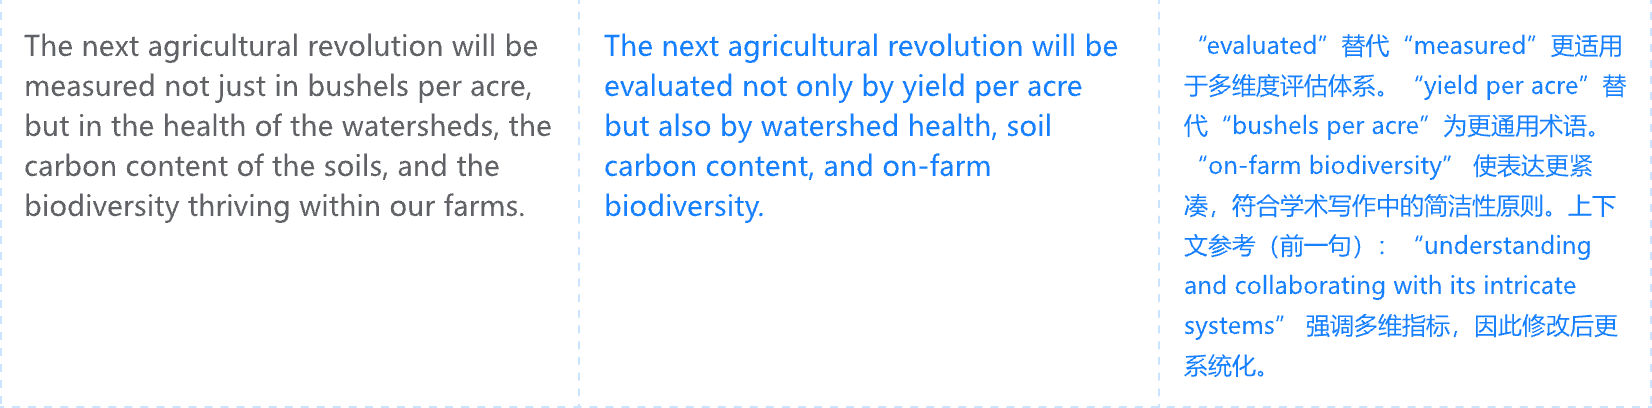 The next agricultural revolution will be
measured not just in bushels per acre,
but in the health of the watersheds, the
carbon content of the soils, and the
biodiversity thriving within our farms.
The next agricultural revolution will be
evaluated not only by yield per acre
but also by watershed health, soil
carbon content, and on-farm
biodiversity.
“evaluated”替代“measured”更适用
于多维度评估体系。“yield per acre”替
代“bushels per acre”为更通用术语。
“on-farm biodiversity” 使表达更紧
凑，符合学术写作中的简洁性原则。上下
文参考（前一句）：“understanding
and collaborating with its intricate
systems” 强调多维指标，因此修改后更
系统化。